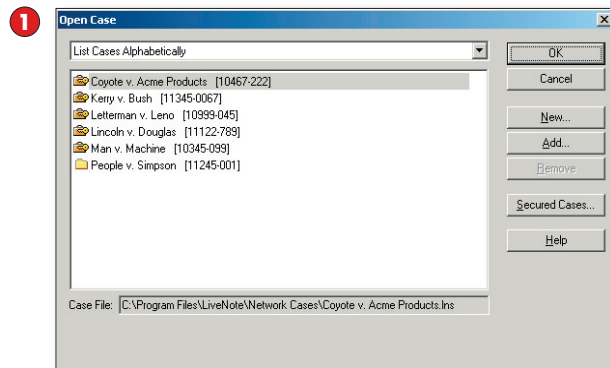 1
Open Case
List Cases Alphabetically
Coyote v. Acme Products [10467-222]
Kerry v. Bush [11345-0067]
Letterman v. Leno [10999-045]
Lincoln v. Douglas [11122-789]
Man v. Machine [10345-099]
People v. Simpson [11245-001]
OK
Cancel
New...
Add...
Remove
Secured Cases...
Help
Case File: C:\Program Files\LiveNote\Network Cases\Coyote v. Acme Products.lns